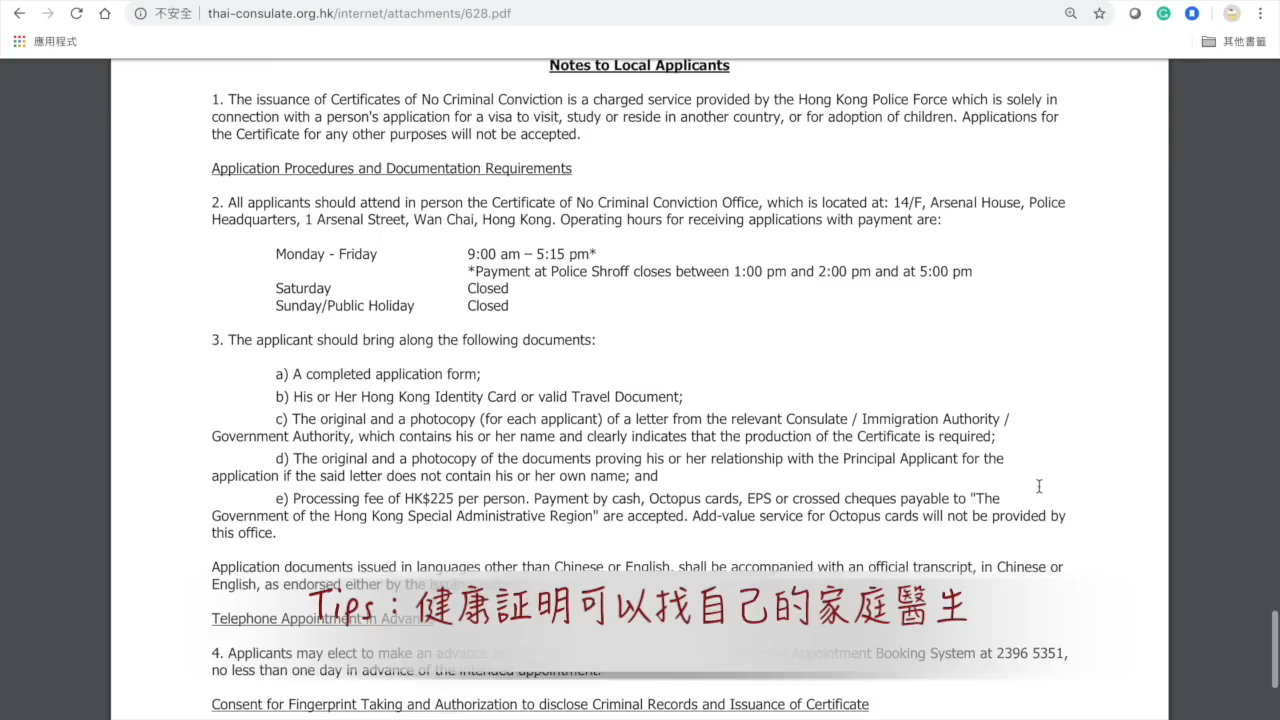 不安全 thai-consulate.org.hk/internet/attachments/628.pdf
應用程式 其他書籤
Notes to Local Applicants
1. The issuance of Certificates of No Criminal Conviction is a charged service provided by the Hong Kong Police Force which is solely in
connection with a person's application for a visa to visit, study or reside in another country, or for adoption of children. Applications for
the Certificate for any other purposes will not be accepted.
Application Procedures and Documentation Requirements
2. All applicants should attend in person the Certificate of No Criminal Conviction Office, which is located at: 14/F, Arsenal House, Police
Headquarters, 1 Arsenal Street, Wan Chai, Hong Kong. Operating hours for receiving applications with payment are:
Monday - Friday 9:00 am – 5:15 pm*
*Payment at Police Shroff closes between 1:00 pm and 2:00 pm and at 5:00 pm
Saturday Closed
Sunday/Public Holiday Closed
3. The applicant should bring along the following documents:
a) A completed application form;
b) His or Her Hong Kong Identity Card or valid Travel Document;
c) The original and a photocopy (for each applicant) of a letter from the relevant Consulate / Immigration Authority /
Government Authority, which contains his or her name and clearly indicates that the production of the Certificate is required;
d) The original and a photocopy of the documents proving his or her relationship with the Principal Applicant for the
application if the said letter does not contain his or her own name; and
e) Processing fee of HK$225 per person. Payment by cash, Octopus cards, EPS or crossed cheques payable to "The
Government of the Hong Kong Special Administrative Region" are accepted. Add-value service for Octopus cards will not be provided by
this office.
Application documents issued in languages other than Chinese or English, shall be accompanied with an official transcript, in Chinese or
English, as endorsed either by the issuing
Tips：健康証明可以找自己的家庭醫生
Telephone Appointment in Advance
4. Applicants may elect to make an advance Appointment Booking System at 2396 5351,
no less than one day in advance of the intended appointment.
Consent for Fingerprint Taking and Authorization to disclose Criminal Records and Issuance of Certificate